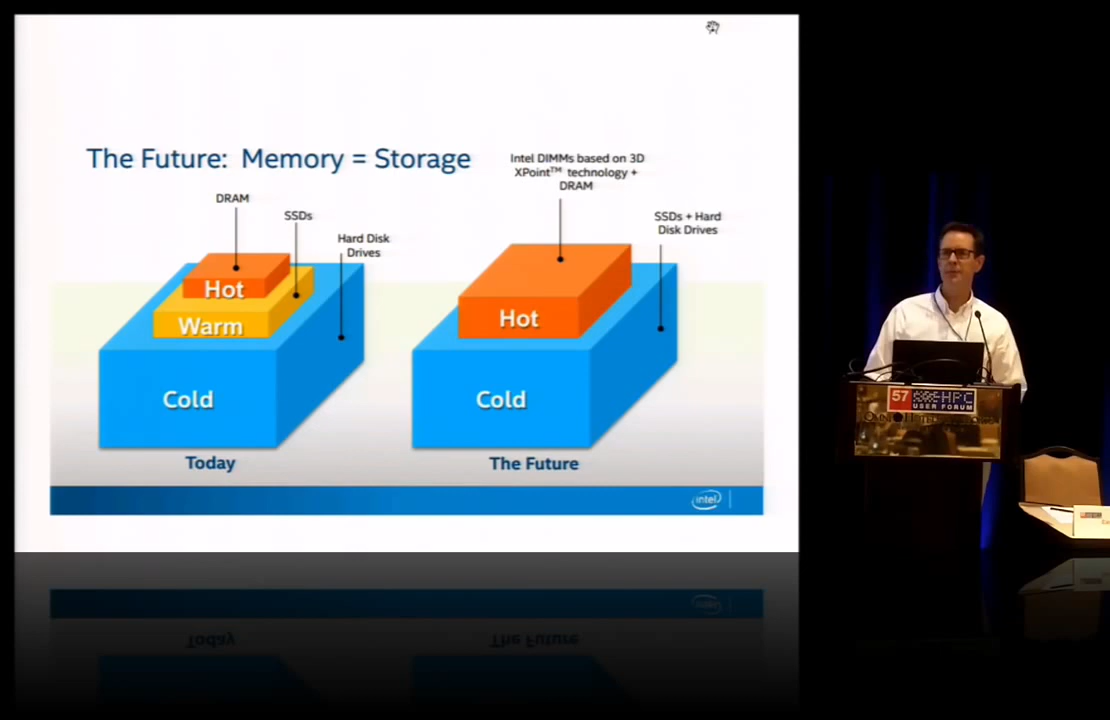 The Future: Memory = Storage
Intel DIMMs based on 3D
XPoint™ technology +
DRAM
DRAM
SSDs
Hard Disk
Drives
SSDs + Hard
Disk Drives
Hot
Warm
Cold
Today
Hot
Cold
The Future
intel
57
HPC
USER FORUM